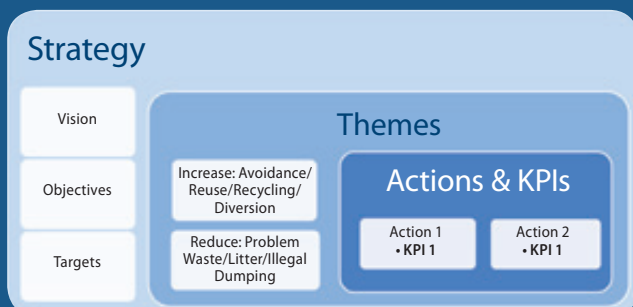 Strategy
Vision
Objectives
Targets
Themes
Increase: Avoidance/
Reuse/Recycling/
Diversion
Reduce: Problem
Waste/Litter/Illegal
Dumping
Actions & KPIs
Action 1
• KPI 1
Action 2
• KPI 1